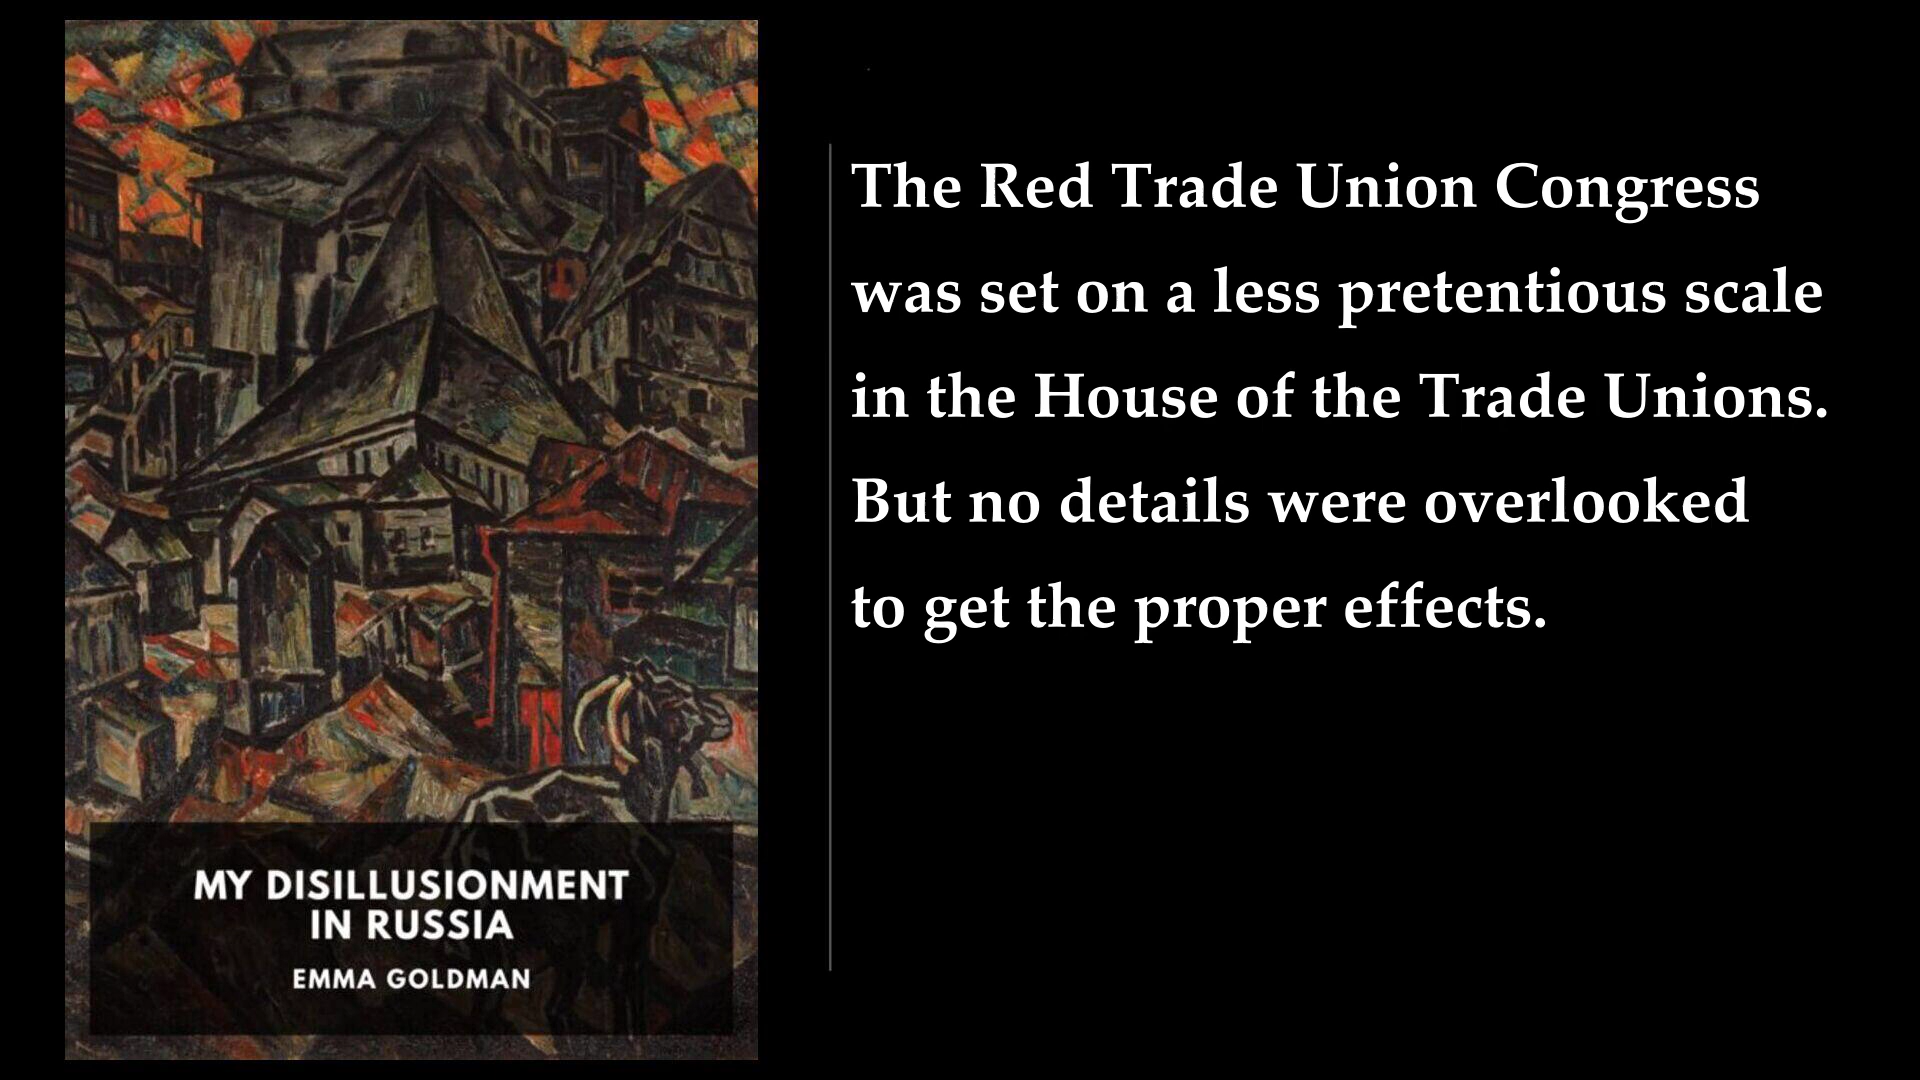 The Red Trade Union Congress
was set on a less pretentious scale
in the House of the Trade Unions.
But no details were overlooked
to get the proper effects.
MY DISILLUSIONMENT
IN RUSSIA
EMMA GOLDMAN